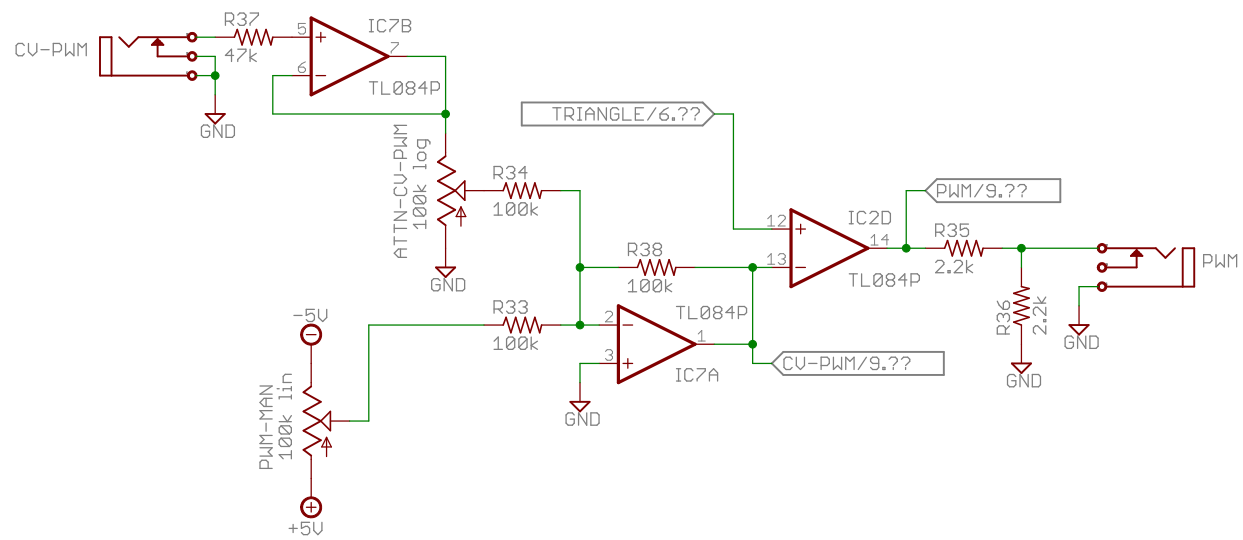 R37
IC7B
CV-PWM
47k
5
6
7
TL084P
GND
TRIANGLE/6.??
ATTN-CV-PWM
100k log
R34
100k
PWM/9.??
12
13
14
IC2D
R35
2.2k
TL084P
PWM
R38
100k
GND
R36
2.2k
GND
GND
R33
100k
2
3
1
TL084P
IC7A
CV-PWM/9.??
GND
-5V
PWM-MAN
100k lin
+5V